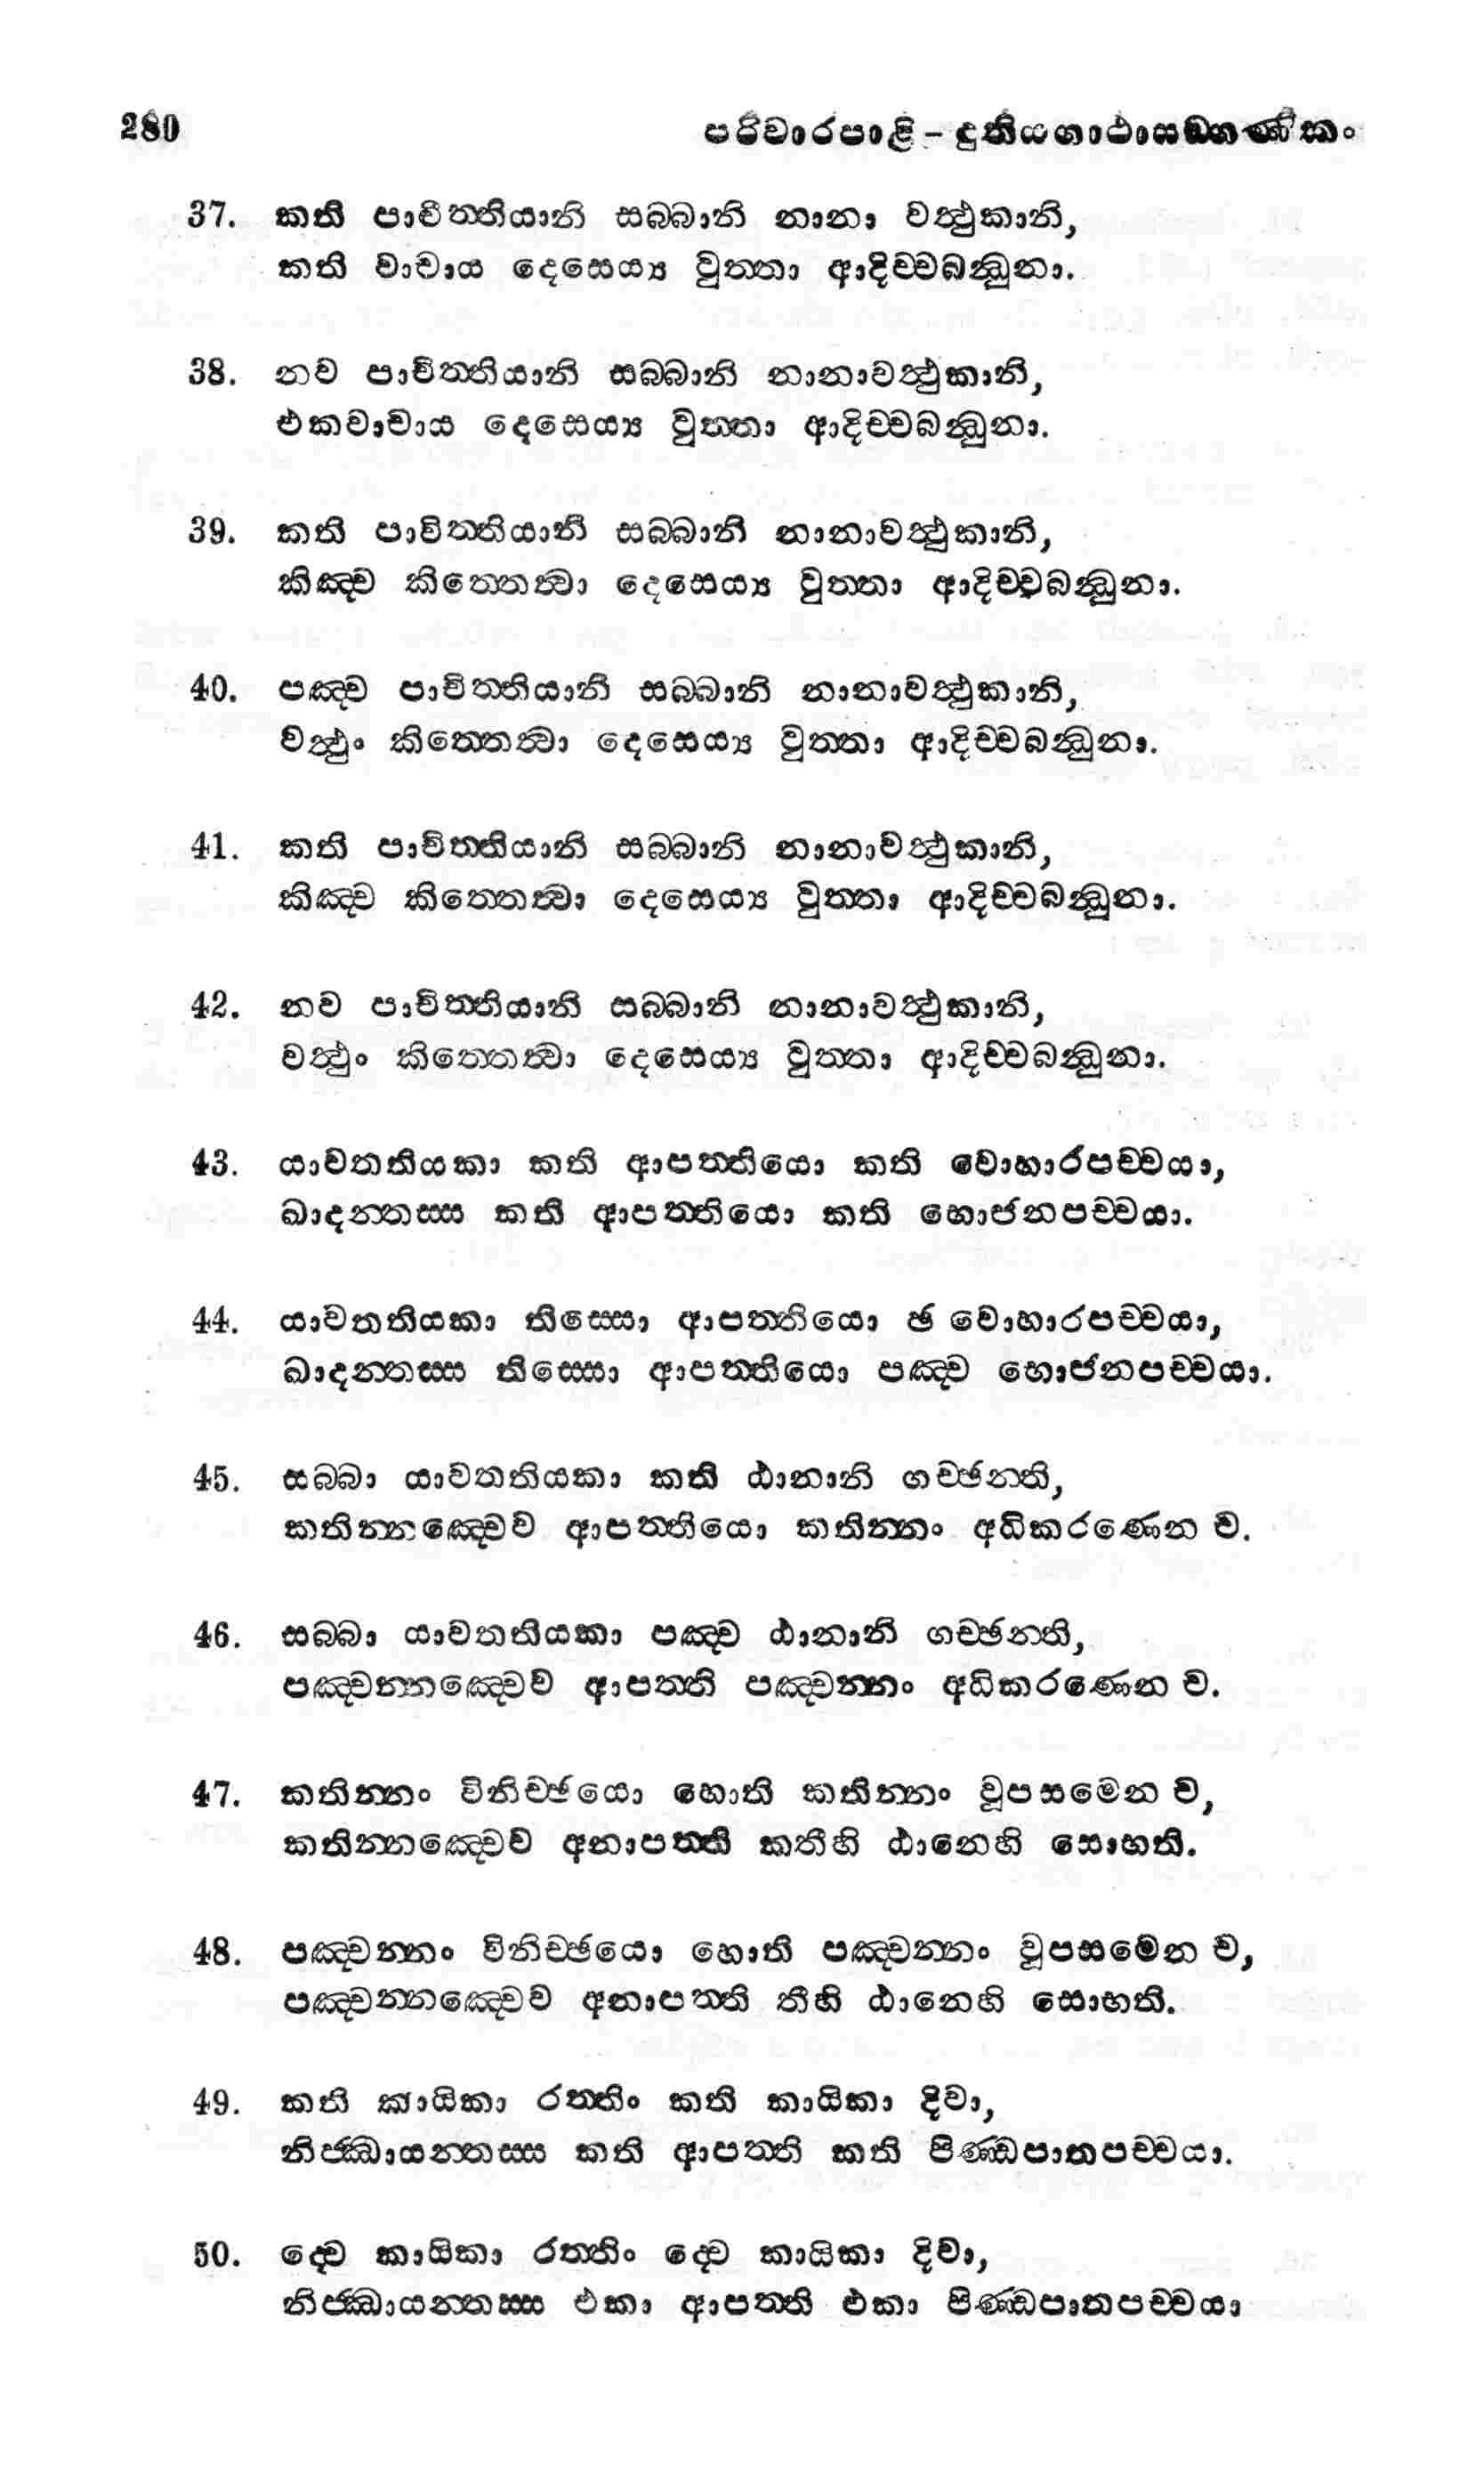 280
පරිවාරපාළි - දුතියගාථාසඞගණිකං
37. කති පාචිත්තියානි සබ්බානි නානා වත්ථුකානි,
කති වාචාය දෙසෙය්‍ය වුත්තා ආදිච්චබන්ධුනා.
38. නව පාචිත්තියානි සබ්බානි නානාවත්ථුකානි,
එකවාචාය දෙසෙය්‍ය වුත්තා ආදිච්චබන්ධුනා.
39. කති පාචිත්තියානි සබ්බානි නානාවත්ථුකානි,
කිඤ්ච කිත්තෙත්‍වා දෙසෙය්‍ය වුත්තා ආදිච්චබන්ධුනා.
40. පඤ්ච පාචිත්තියානි සබ්බානි නානාවත්ථුකානි,
වත්ථුං කිත්තෙත්‍වා දෙසෙය්‍ය වුත්තා ආදිච්චබන්ධුනා.
41. කති පාචිත්තියානි සබ්බානි නානාවත්ථුකානි,
කිඤ්ච කිත්තෙත්‍වා දෙසෙය්‍ය වුත්තා ආදිච්චබන්ධුනා.
42. නව පාචිත්තියානි සබ්බානි නානාවත්ථුකානි,
වත්ථුං කිත්තෙත්‍වා දෙසෙය්‍ය වුත්තා ආදිච්චබන්ධුනා.
43. යාවතතියකා කති ආපත්තියො කති වොහාරපච්චයා,
ඛාදන්තස්ස කති ආපත්තියො කති භොජනපච්චයා.
44. යාවතතියකා තිස්සො ආපත්තියො ඡ වොහාරපච්චයා,
ඛාදන්තස්ස තිස්සො ආපත්තියො පඤ්ච භොජනපච්චයා.
45. සබ්බා යාවතතියකා කති ඨානානි ගච්ඡන්ති,
කතින්නඤ්චෙව ආපත්තියො කතින්නං අධිකරණෙන ච.
46. සබ්බා යාවතතියකා පඤ්ච ඨානානි ගච්ඡන්ති,
පඤ්චන්නඤ්චෙව ආපත්ති පඤ්චන්නං අධිකරණෙන ච.
47. කතින්නං විනිච්ඡයො හොති කතින්නං වූපසමෙන ච,
කතින්නඤ්චෙව අනාපත්ති කතීහි ඨානෙහි සොභති.
48. පඤ්චන්නං විනිච්ඡයො හොති පඤ්චන්නං වූපසමෙන ච,
පඤ්චන්නඤ්චෙව අනාපත්ති තීහි ඨානෙහි සොභති.
49. කති කායිකා රත්තිං කති කායිකා දිවා,
නිජ්ඣායන්තස්ස කති ආපත්ති කති පිණ්ඩපාතපච්චයා.
50. ද්වෙ කායිකා රත්තිං ද්වෙ කායිකා දිවා,
නිජ්ඣායන්තස්ස එකා ආපත්ති එකා පිණ්ඩපාතපච්චයා